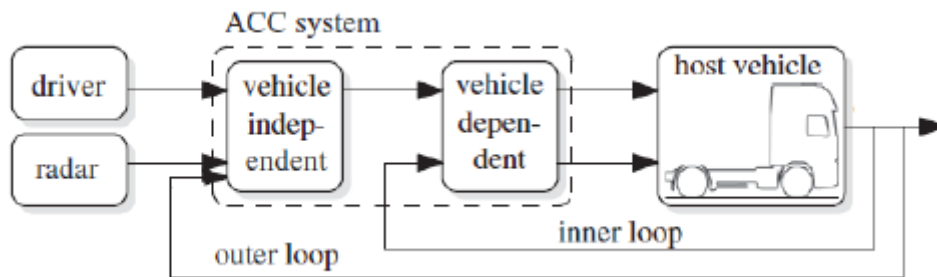 ACC system
driver
radar
vehicle
indep-
endent
vehicle
depen-
dent
host vehicle
inner loop
outer loop